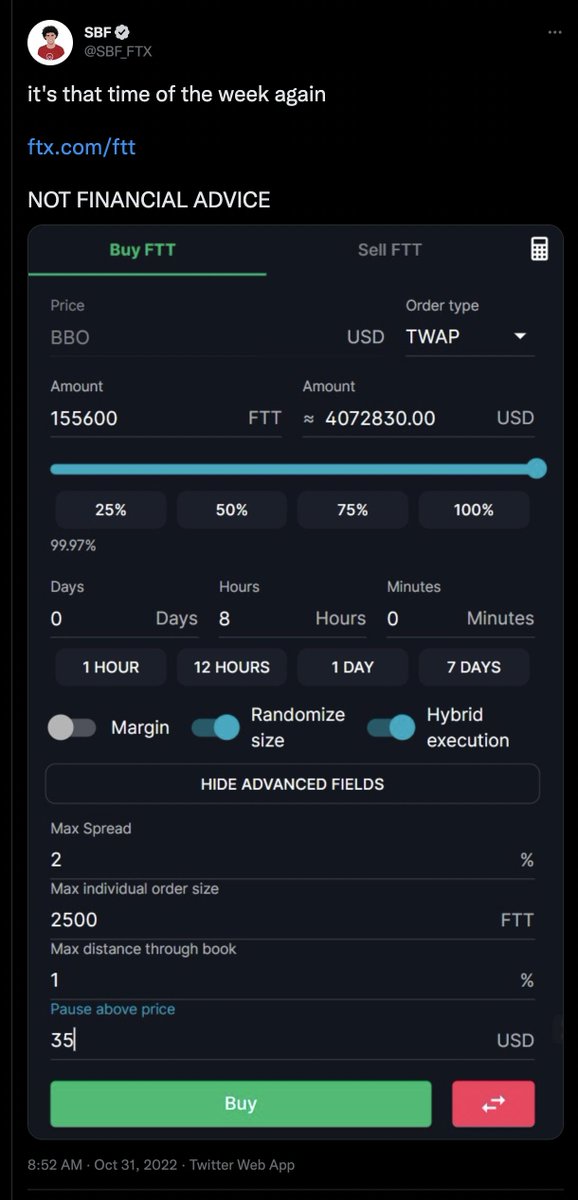 SBF
@SBF_FTX
it's that time of the week again
ftx.com/ftt
NOT FINANCIAL ADVICE
Buy FTT Sell FTT
Price Order type
BBO USD TWAP
Amount Amount
155600 FTT ≈ 4072830.00 USD
25% 50% 75% 100%
99.97%
Days Hours Minutes
0 Days 8 Hours 0 Minutes
1 HOUR 12 HOURS 1 DAY 7 DAYS
Margin Randomize size Hybrid execution
HIDE ADVANCED FIELDS
Max Spread
2 %
Max individual order size
2500 FTT
Max distance through book
1 %
Pause above price
35 USD
Buy
8:52 AM · Oct 31, 2022 · Twitter Web App